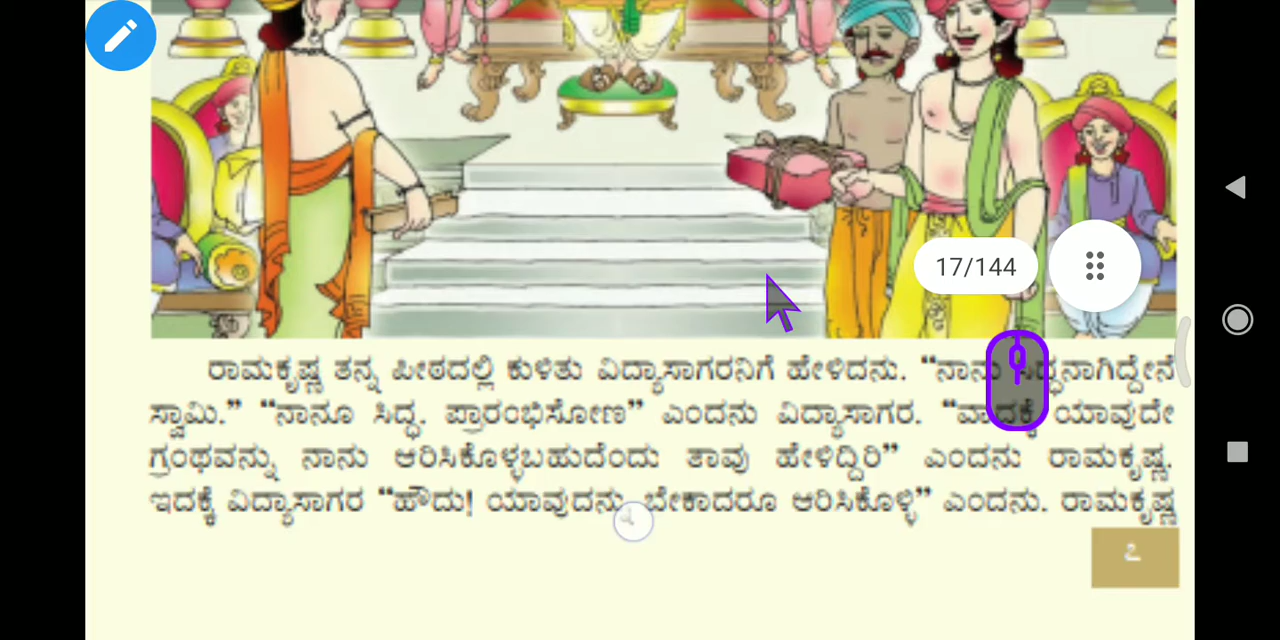 17/144
ರಾಮಕೃಷ್ಣ ತನ್ನ ಪೀಠದಲ್ಲಿ ಕುಳಿತು ವಿದ್ಯಾಸಾಗರನಿಗೆ ಹೇಳಿದನು. “ನಾನು ಸಿದ್ಧನಾಗಿದ್ದೇನೆ
ಸ್ವಾಮಿ.” “ನಾನೂ ಸಿದ್ಧ. ಪ್ರಾರಂಭಿಸೋಣ” ಎಂದನು ವಿದ್ಯಾಸಾಗರ. “ವಾದಕ್ಕೆ ಯಾವುದೇ
ಗ್ರಂಥವನ್ನು ನಾನು ಆರಿಸಿಕೊಳ್ಳಬಹುದೆಂದು ತಾವು ಹೇಳಿದ್ದಿರಿ” ಎಂದನು ರಾಮಕೃಷ್ಣ.
ಇದಕ್ಕೆ ವಿದ್ಯಾಸಾಗರ “ಹೌದು! ಯಾವುದನ್ನು ಬೇಕಾದರೂ ಆರಿಸಿಕೊಳ್ಳಿ” ಎಂದನು. ರಾಮಕೃಷ್ಣ
೭